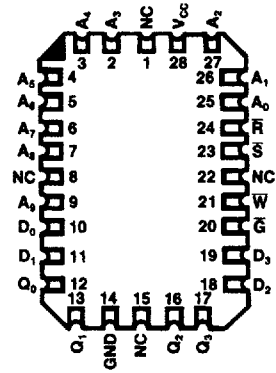 A4 A3 NC VCC A2
3 2 1 28 27
A5 4 26 A1
A6 5 25 A0
A7 6 24 R̅
A8 7 23 S̅
NC 8 22 NC
A9 9 21 W̅
D0 10 20 G̅
D1 11 19 D3
Q0 12 18 D2
13 14 15 16 17
Q1 GND NC Q2 Q3